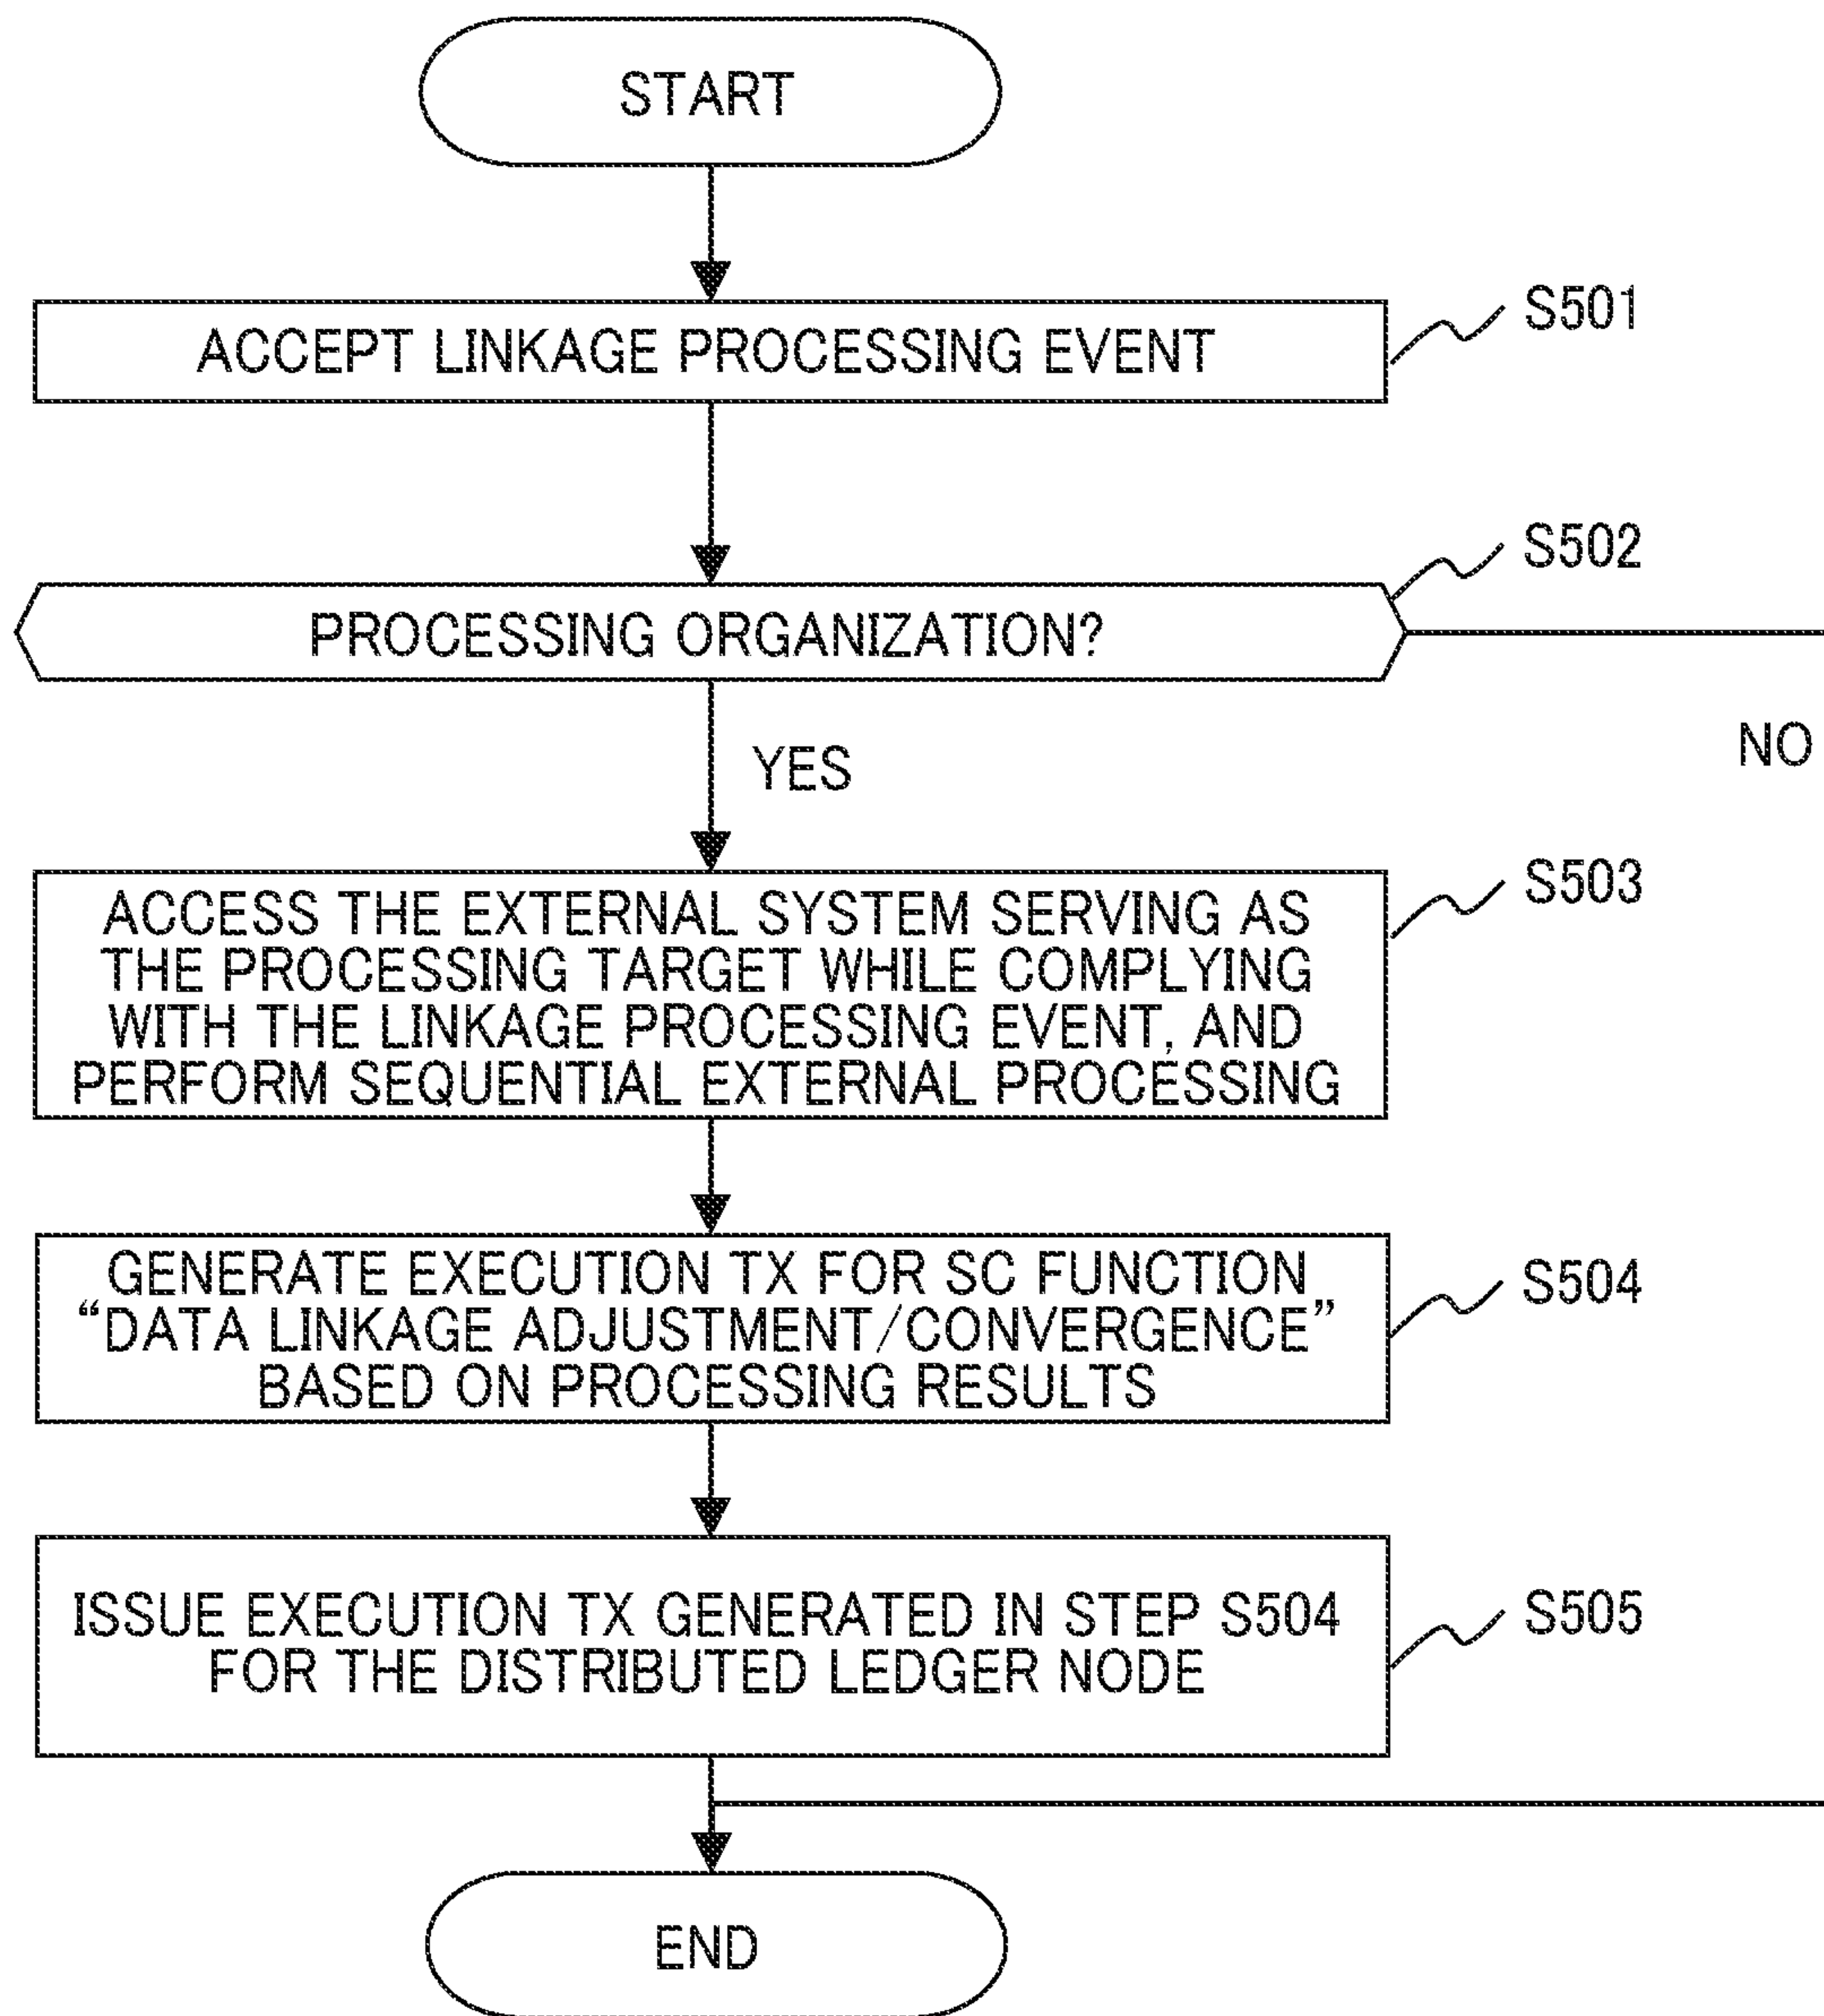 START
ACCEPT LINKAGE PROCESSING EVENT
S501
PROCESSING ORGANIZATION?
S502
YES
NO
ACCESS THE EXTERNAL SYSTEM SERVING AS
THE PROCESSING TARGET WHILE COMPLYING
WITH THE LINKAGE PROCESSING EVENT, AND
PERFORM SEQUENTIAL EXTERNAL PROCESSING
S503
GENERATE EXECUTION TX FOR SC FUNCTION
“DATA LINKAGE ADJUSTMENT/CONVERGENCE”
BASED ON PROCESSING RESULTS
S504
ISSUE EXECUTION TX GENERATED IN STEP S504
FOR THE DISTRIBUTED LEDGER NODE
S505
END